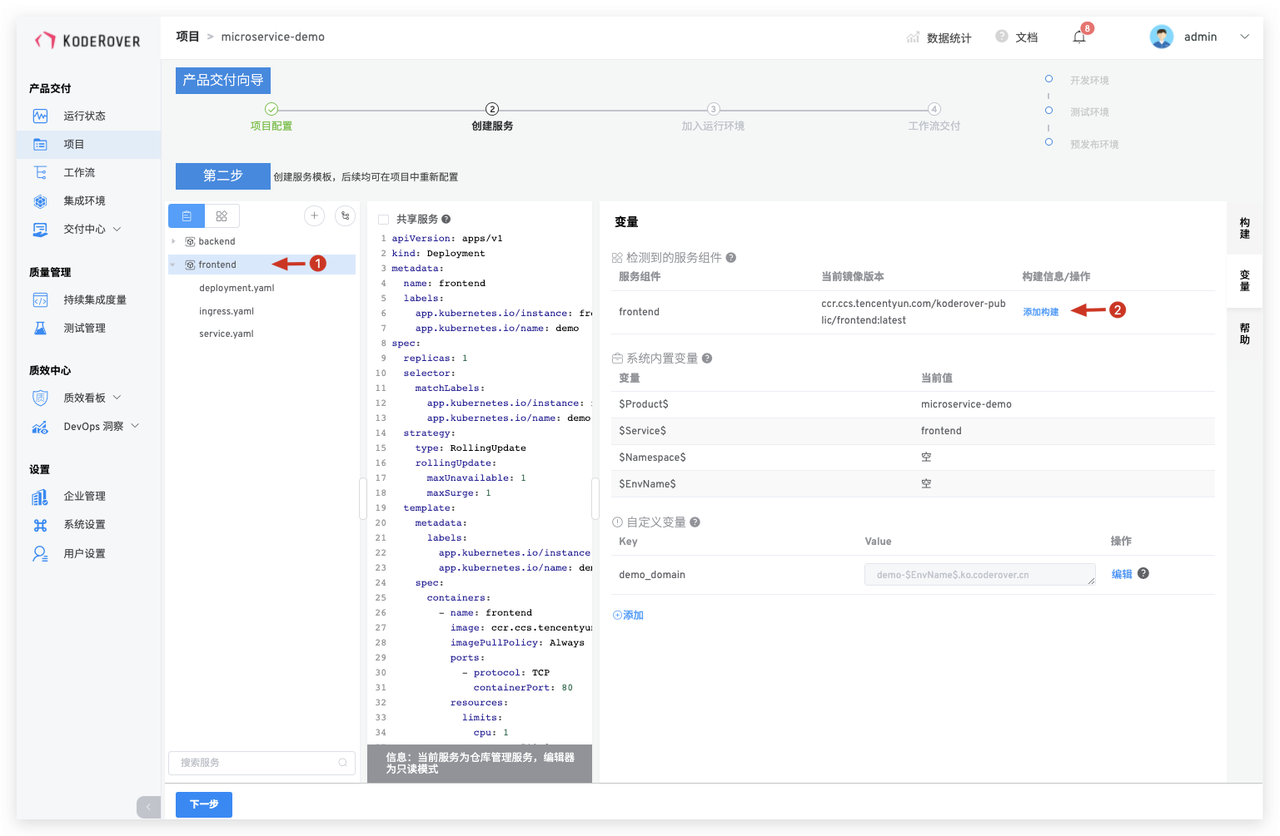 KODEROVER
项目 > microservice-demo
数据统计
文档
8
admin
产品交付
运行状态
项目
工作流
集成环境
交付中心
质量管理
持续集成度量
测试管理
质效中心
质效看板
DevOps 洞察
设置
企业管理
系统设置
用户设置
产品交付向导
项目配置
2
创建服务
3
加入运行环境
4
工作流交付
开发环境
测试环境
预发布环境
第二步 创建服务模板，后续均可在项目中重新配置
backend
frontend
1
deployment.yaml
ingress.yaml
service.yaml
搜索服务
共享服务
1 apiVersion: apps/v1
2 kind: Deployment
3 metadata:
4 name: frontend
5 labels:
6 app.kubernetes.io/instance: fr
7 app.kubernetes.io/name: demo
8 spec:
9 replicas: 1
10 selector:
11 matchLabels:
12 app.kubernetes.io/instance:
13 app.kubernetes.io/name: demo
14 strategy:
15 type: RollingUpdate
16 rollingUpdate:
17 maxUnavailable: 1
18 maxSurge: 1
19 template:
20 metadata:
21 labels:
22 app.kubernetes.io/instance
23 app.kubernetes.io/name: de
24 spec:
25 containers:
26 - name: frontend
27 image: ccr.ccs.tencentyun
28 imagePullPolicy: Always
29 ports:
30 - protocol: TCP
31 containerPort: 80
32 resources:
33 limits:
34 cpu: 1
信息：当前服务为仓库管理服务，编辑器
为只读模式
变量
检测到的服务组件
服务组件 当前镜像版本 构建信息/操作
frontend ccr.ccs.tencentyun.com/koderover-pub
lic/frontend:latest 添加构建
2
系统内置变量
变量 当前值
$Product$ microservice-demo
$Service$ frontend
$Namespace$ 空
$EnvName$ 空
自定义变量
Key Value 操作
demo_domain demo-$EnvName$.ko.coderover.cn 编辑
添加
构建
变量
帮助
下一步